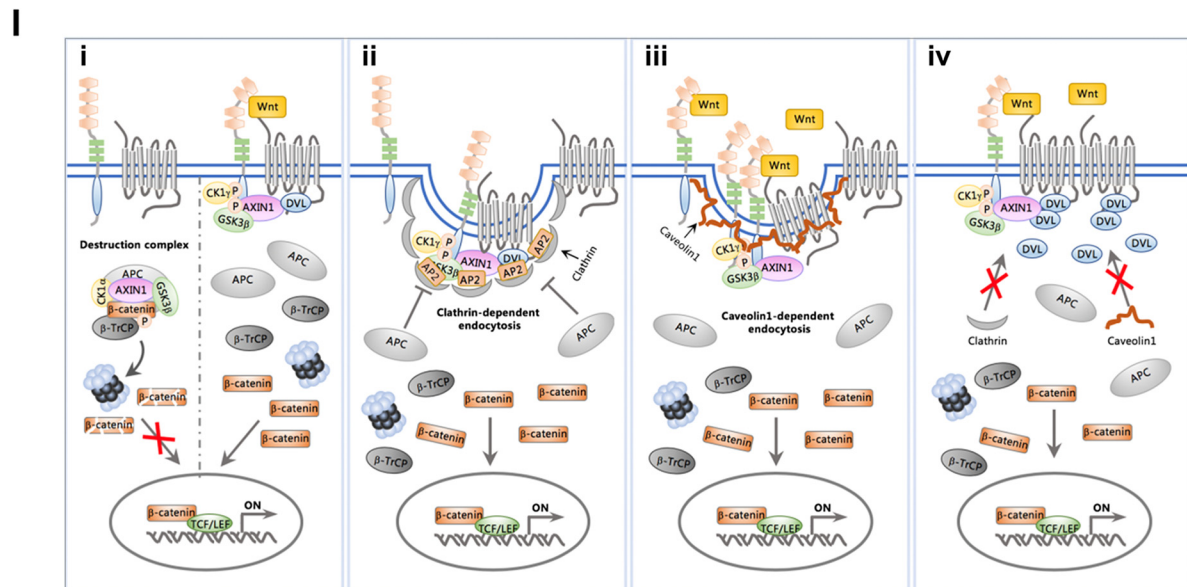 I
i
Wnt
CK1γ
P
P
AXIN1
DVL
GSK3β
Destruction complex
APC
CK1α
AXIN1
GSK3β
β-catenin
P
β-TrCP
APC
APC
β-TrCP
β-TrCP
β-catenin
β-catenin
β-catenin
β-catenin
β-catenin
β-catenin
TCF/LEF
ON
ii
CK1γ
P
P
GSK3β
AXIN1
DVL
AP2
AP2
AP2
AP2
Clathrin
Clathrin-dependent
endocytosis
APC
APC
β-TrCP
β-catenin
β-catenin
β-catenin
β-catenin
β-TrCP
β-catenin
TCF/LEF
ON
iii
Wnt
Wnt
Wnt
Caveolin1
CK1γ
P
GSK3β
AXIN1
Caveolin1-dependent
endocytosis
APC
APC
β-TrCP
β-catenin
β-catenin
β-catenin
β-catenin
β-TrCP
β-catenin
TCF/LEF
ON
iv
Wnt
Wnt
CK1γ
P
P
GSK3β
AXIN1
DVL
DVL
DVL
DVL
DVL
DVL
DVL
APC
Clathrin
Caveolin1
APC
β-TrCP
β-catenin
β-catenin
β-catenin
β-TrCP
β-catenin
TCF/LEF
ON